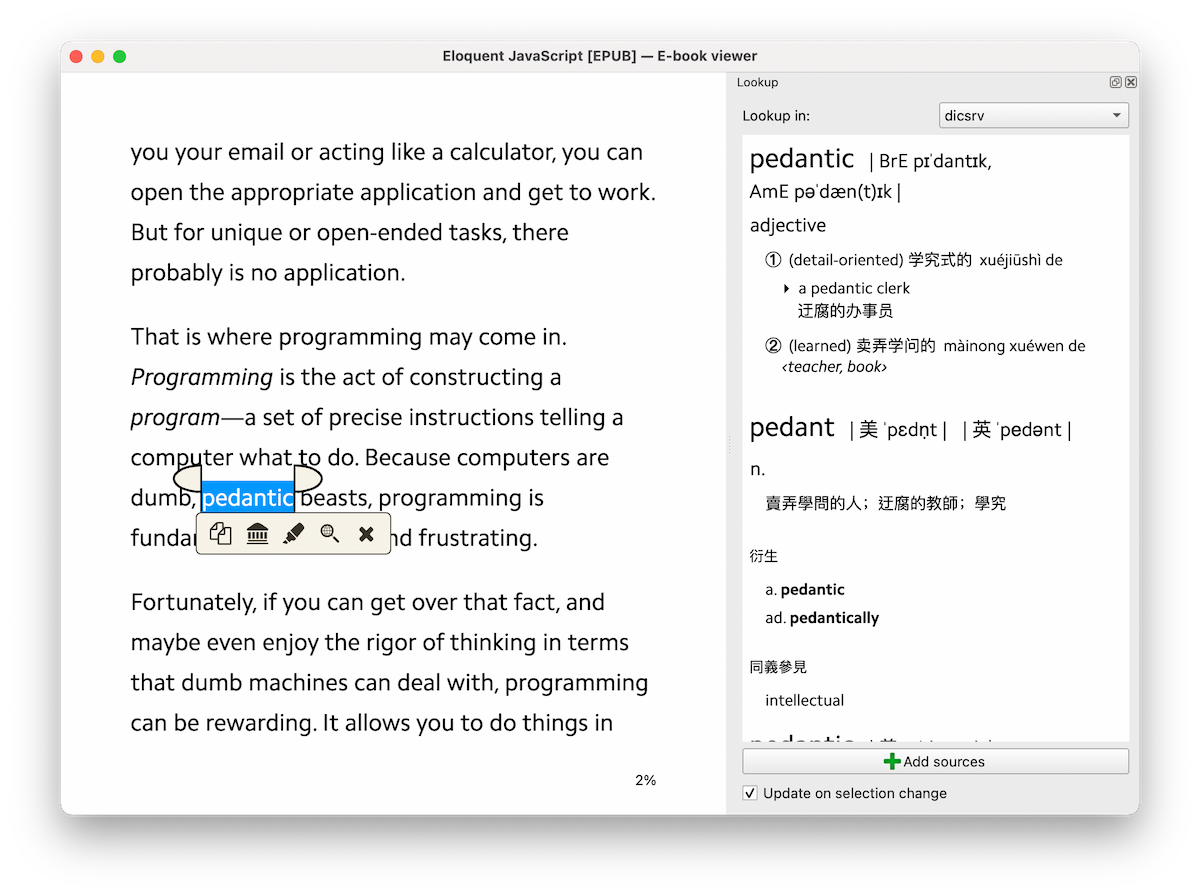 Eloquent JavaScript [EPUB] — E-book viewer
you your email or acting like a calculator, you can
open the appropriate application and get to work.
But for unique or open-ended tasks, there
probably is no application.
That is where programming may come in.
Programming is the act of constructing a
program—a set of precise instructions telling a
computer what to do. Because computers are
dumb, pedantic beasts, programming is
fundam nd frustrating.
Fortunately, if you can get over that fact, and
maybe even enjoy the rigor of thinking in terms
that dumb machines can deal with, programming
can be rewarding. It allows you to do things in
2%
Lookup
Lookup in: dicsrv
pedantic | BrE pɪˈdantɪk,
AmE pəˈdæn(t)ɪk |
adjective
① (detail-oriented) 学究式的 xuéjiūshì de
▸ a pedantic clerk
迂腐的办事员
② (learned) 卖弄学问的 màinong xuéwen de
‹teacher, book›
pedant | 美 ˈpɛdn̩t | | 英 ˈpedənt |
n.
賣弄學問的人；迂腐的教師；學究
衍生
a. pedantic
ad. pedantically
同義參見
intellectual
Add sources
Update on selection change